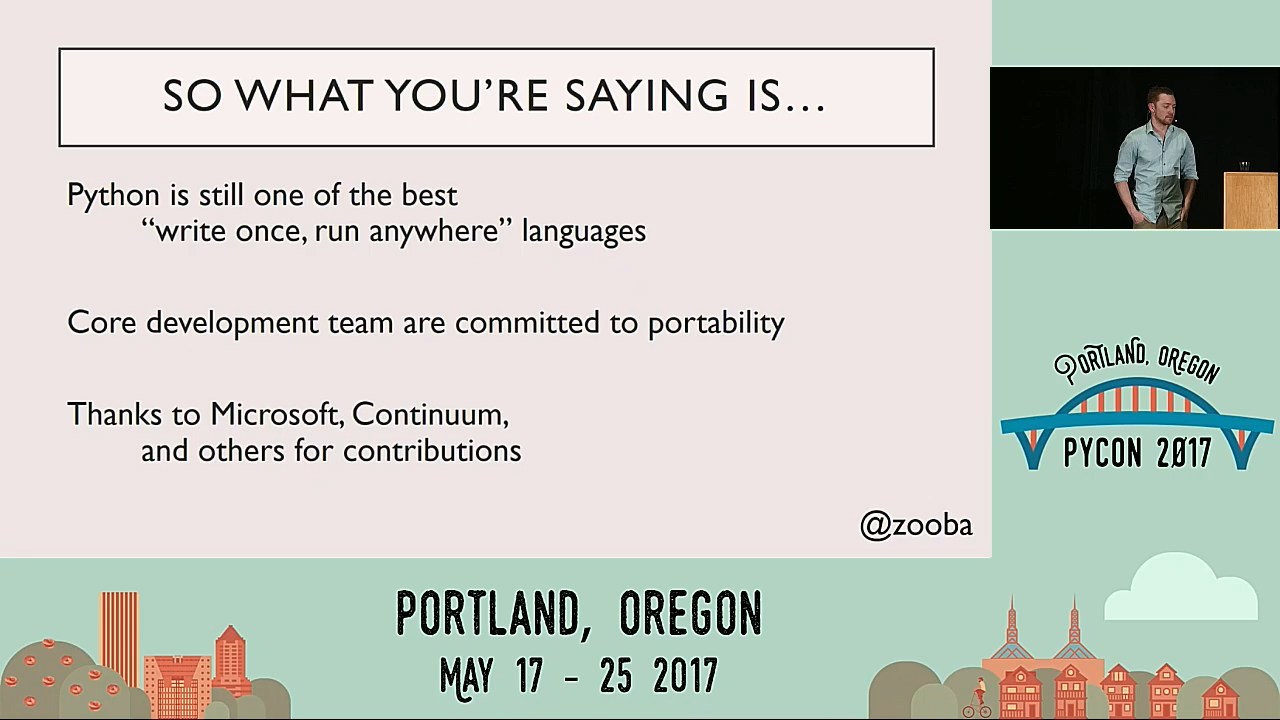 SO WHAT YOU’RE SAYING IS…
Python is still one of the best
“write once, run anywhere” languages
Core development team are committed to portability
Thanks to Microsoft, Continuum,
and others for contributions
@zooba
PORTLAND, OREGON
PYCON 2017
PORTLAND, OREGON
MAY 17 - 25 2017